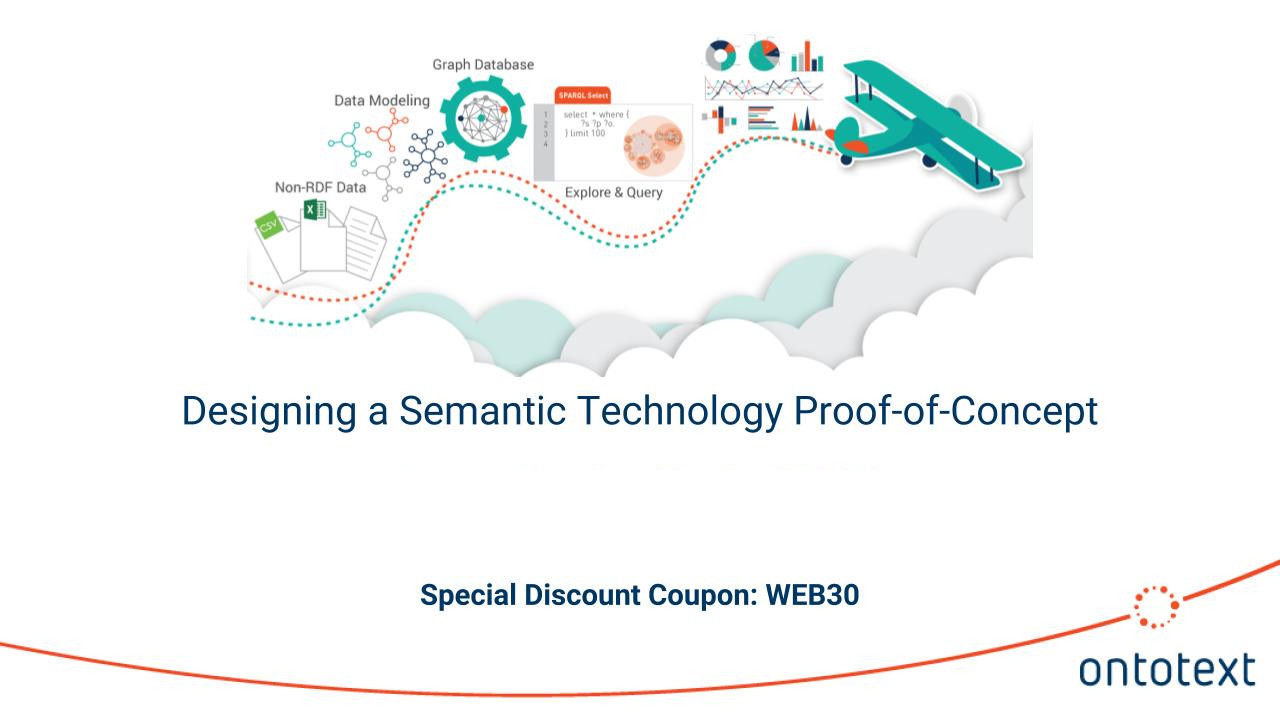 Graph Database
Data Modeling
SPARQL Select
1
2
3
4
select * where {
?s ?p ?o.
} limit 100
Non-RDF Data
Explore & Query
CSV
X
Designing a Semantic Technology Proof-of-Concept
Special Discount Coupon: WEB30
ontotext